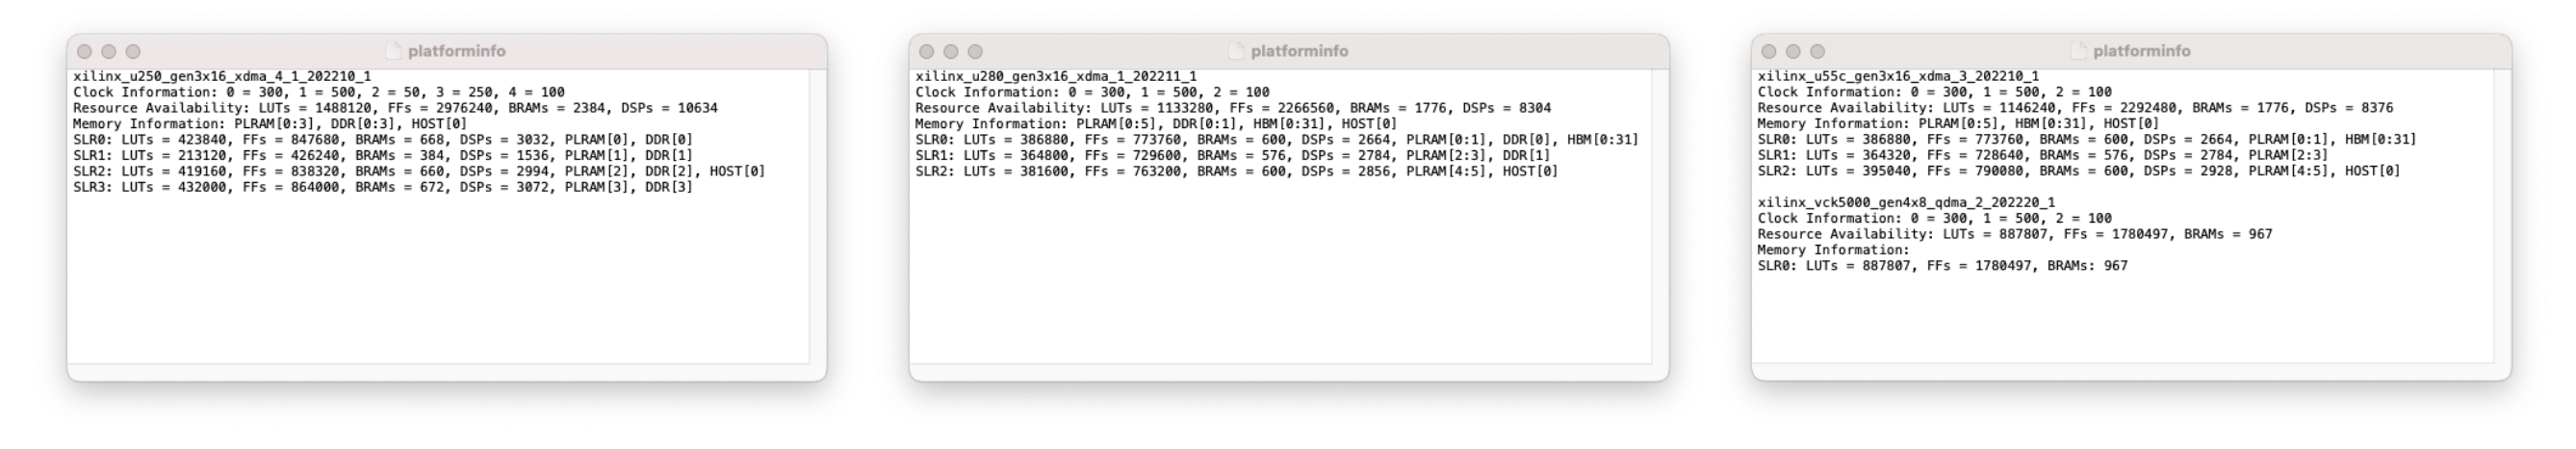 platforminfo
xilinx_u250_gen3x16_xdma_4_1_202210_1
Clock Information: 0 = 300, 1 = 500, 2 = 50, 3 = 250, 4 = 100
Resource Availability: LUTs = 1488120, FFs = 2976240, BRAMs = 2384, DSPs = 10634
Memory Information: PLRAM[0:3], DDR[0:3], HOST[0]
SLR0: LUTs = 423840, FFs = 847680, BRAMs = 668, DSPs = 3032, PLRAM[0], DDR[0]
SLR1: LUTs = 213120, FFs = 426240, BRAMs = 384, DSPs = 1536, PLRAM[1], DDR[1]
SLR2: LUTs = 419160, FFs = 838320, BRAMs = 660, DSPs = 2994, PLRAM[2], DDR[2], HOST[0]
SLR3: LUTs = 432000, FFs = 864000, BRAMs = 672, DSPs = 3072, PLRAM[3], DDR[3]
platforminfo
xilinx_u280_gen3x16_xdma_1_202211_1
Clock Information: 0 = 300, 1 = 500, 2 = 100
Resource Availability: LUTs = 1133280, FFs = 2266560, BRAMs = 1776, DSPs = 8304
Memory Information: PLRAM[0:5], DDR[0:1], HBM[0:31], HOST[0]
SLR0: LUTs = 386880, FFs = 773760, BRAMs = 600, DSPs = 2664, PLRAM[0:1], DDR[0], HBM[0:31]
SLR1: LUTs = 364800, FFs = 729600, BRAMs = 576, DSPs = 2784, PLRAM[2:3], DDR[1]
SLR2: LUTs = 381600, FFs = 763200, BRAMs = 600, DSPs = 2856, PLRAM[4:5], HOST[0]
platforminfo
xilinx_u55c_gen3x16_xdma_3_202210_1
Clock Information: 0 = 300, 1 = 500, 2 = 100
Resource Availability: LUTs = 1146240, FFs = 2292480, BRAMs = 1776, DSPs = 8376
Memory Information: PLRAM[0:5], HBM[0:31], HOST[0]
SLR0: LUTs = 386880, FFs = 773760, BRAMs = 600, DSPs = 2664, PLRAM[0:1], HBM[0:31]
SLR1: LUTs = 364320, FFs = 728640, BRAMs = 576, DSPs = 2784, PLRAM[2:3]
SLR2: LUTs = 395040, FFs = 790080, BRAMs = 600, DSPs = 2928, PLRAM[4:5], HOST[0]
xilinx_vck5000_gen4x8_qdma_2_202220_1
Clock Information: 0 = 300, 1 = 500, 2 = 100
Resource Availability: LUTs = 887807, FFs = 1780497, BRAMs = 967
Memory Information:
SLR0: LUTs = 887807, FFs = 1780497, BRAMs: 967